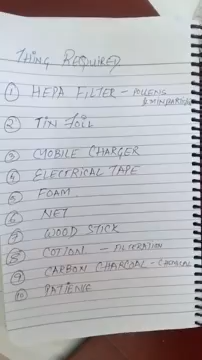 THING REQUIRED
① HEPA FILTER - POLLENS
& MINI PARTICLES
② TIN FOIL
③ MOBILE CHARGER
④ ELECTRICAL TAPE
⑤ FOAM
⑥ NET
⑦ WOOD STICK
⑧ COTTON - FILTERATION
⑨ CARBON CHARCOAL - CHEMICAL
⑩ PATIENCE